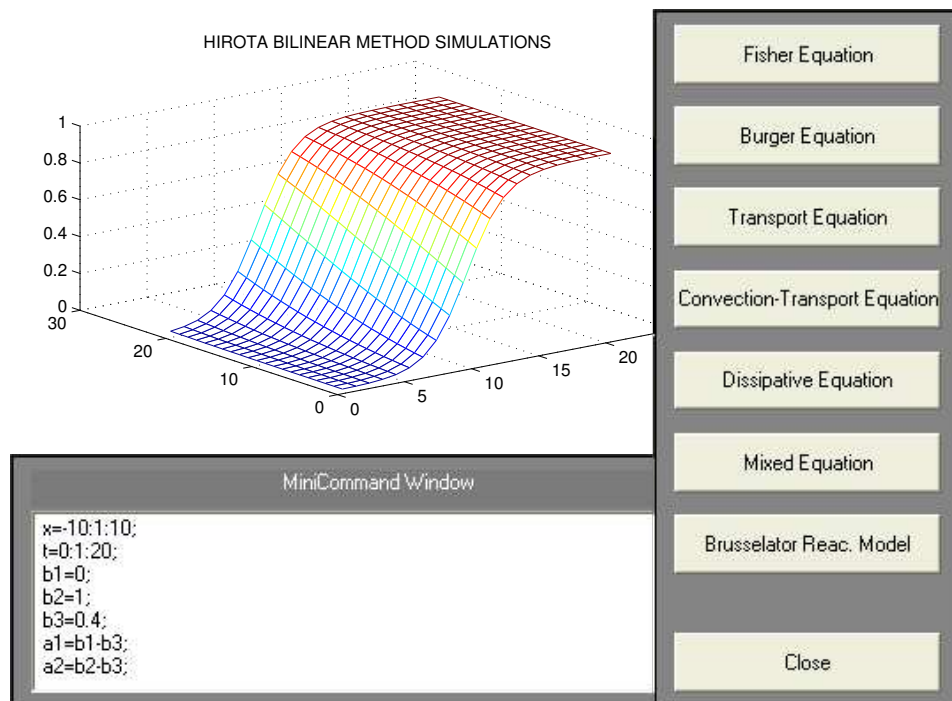 HIROTA BILINEAR METHOD SIMULATIONS
1
0.8
0.6
0.4
0.2
0
30
20
10
0
0
5
10
15
20
Fisher Equation
Burger Equation
Transport Equation
Convection-Transport Equation
Dissipative Equation
Mixed Equation
Brusselator Reac. Model
Close
MiniCommand Window
x=-10:1:10;
t=0:1:20;
b1=0;
b2=1;
b3=0.4;
a1=b1-b3;
a2=b2-b3;